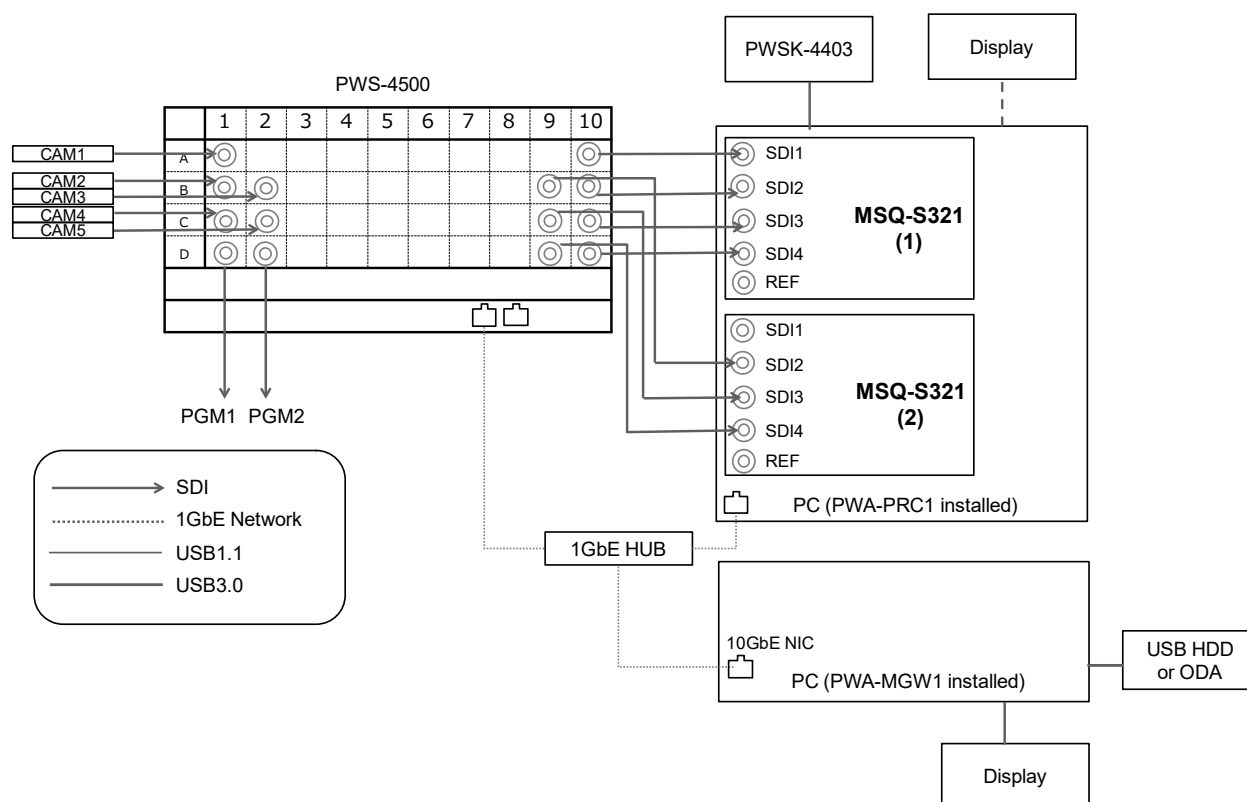 PWSK-4403
Display
PWS-4500
1 2 3 4 5 6 7 8 9 10
A
B
C
D
CAM1
CAM2
CAM3
CAM4
CAM5
PGM1 PGM2
SDI1
SDI2
SDI3
SDI4
REF
MSQ-S321
(1)
SDI1
SDI2
SDI3
SDI4
REF
MSQ-S321
(2)
PC (PWA-PRC1 installed)
SDI
1GbE Network
USB1.1
USB3.0
1GbE HUB
10GbE NIC
PC (PWA-MGW1 installed)
USB HDD
or ODA
Display